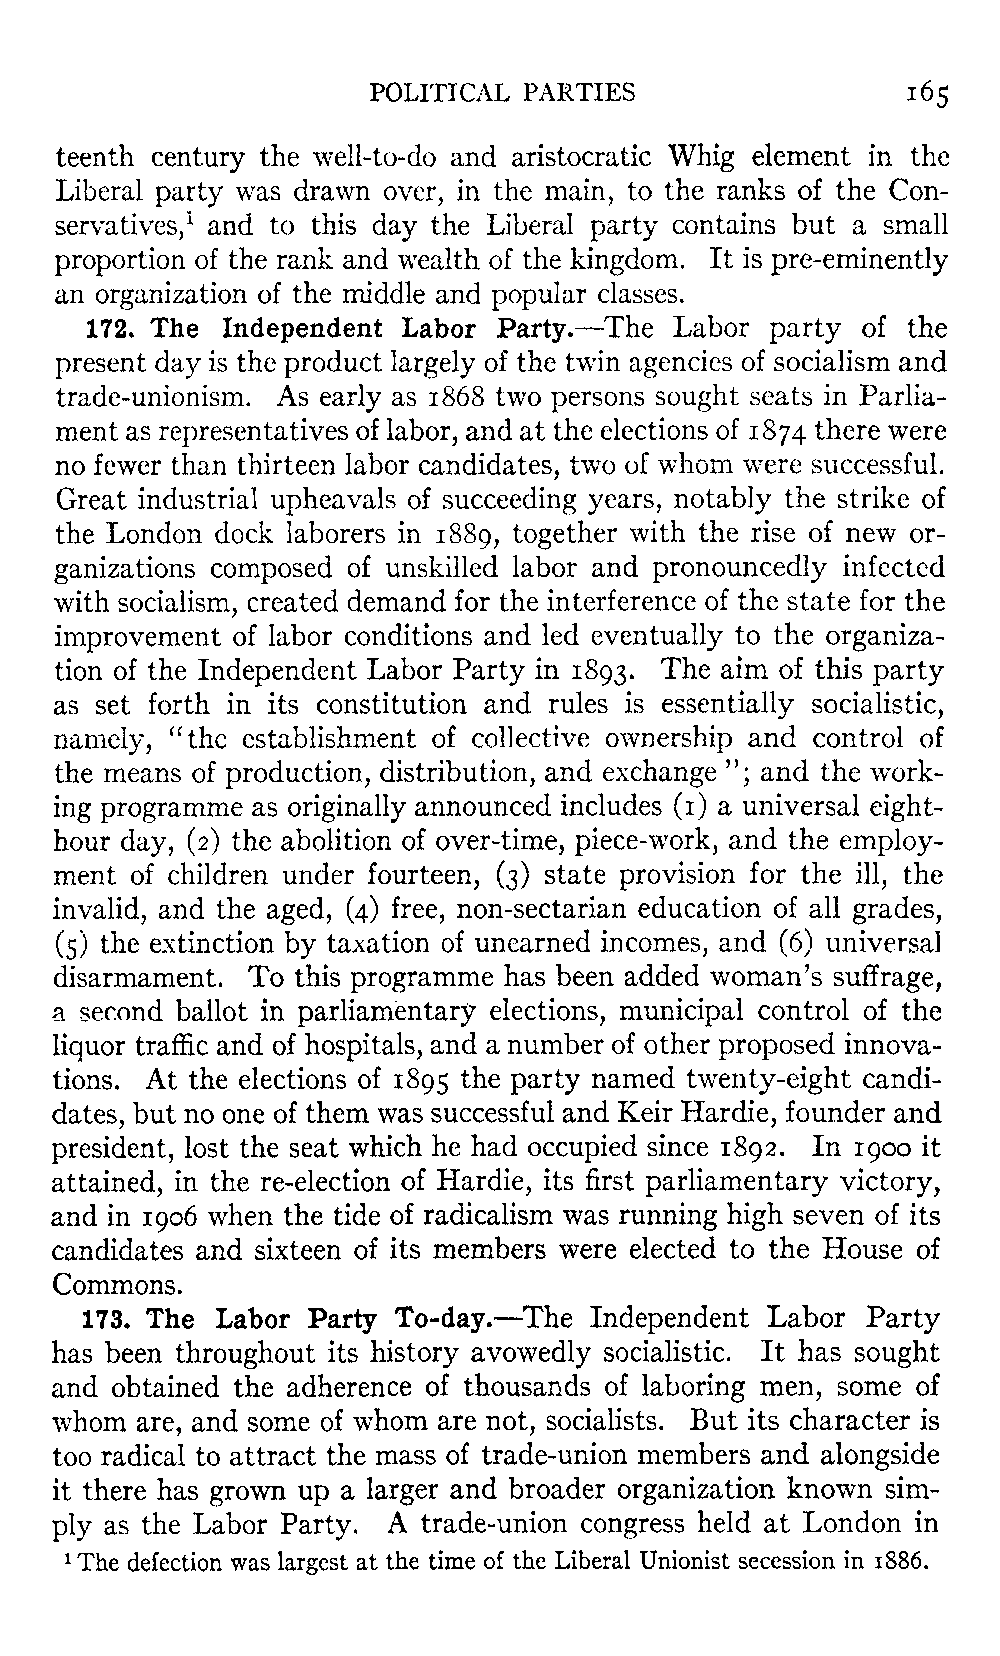 POLITICAL PARTIES 165
teenth century the well-to-do and aristocratic Whig element in the
Liberal party was drawn over, in the main, to the ranks of the Con-
servatives,¹ and to this day the Liberal party contains but a small
proportion of the rank and wealth of the kingdom. It is pre-eminently
an organization of the middle and popular classes.
172. The Independent Labor Party.—The Labor party of the
present day is the product largely of the twin agencies of socialism and
trade-unionism. As early as 1868 two persons sought seats in Parlia-
ment as representatives of labor, and at the elections of 1874 there were
no fewer than thirteen labor candidates, two of whom were successful.
Great industrial upheavals of succeeding years, notably the strike of
the London dock laborers in 1889, together with the rise of new or-
ganizations composed of unskilled labor and pronouncedly infected
with socialism, created demand for the interference of the state for the
improvement of labor conditions and led eventually to the organiza-
tion of the Independent Labor Party in 1893. The aim of this party
as set forth in its constitution and rules is essentially socialistic,
namely, "the establishment of collective ownership and control of
the means of production, distribution, and exchange"; and the work-
ing programme as originally announced includes (1) a universal eight-
hour day, (2) the abolition of over-time, piece-work, and the employ-
ment of children under fourteen, (3) state provision for the ill, the
invalid, and the aged, (4) free, non-sectarian education of all grades,
(5) the extinction by taxation of unearned incomes, and (6) universal
disarmament. To this programme has been added woman's suffrage,
a second ballot in parliamentary elections, municipal control of the
liquor traffic and of hospitals, and a number of other proposed innova-
tions. At the elections of 1895 the party named twenty-eight candi-
dates, but no one of them was successful and Keir Hardie, founder and
president, lost the seat which he had occupied since 1892. In 1900 it
attained, in the re-election of Hardie, its first parliamentary victory,
and in 1906 when the tide of radicalism was running high seven of its
candidates and sixteen of its members were elected to the House of
Commons.
173. The Labor Party To-day.—The Independent Labor Party
has been throughout its history avowedly socialistic. It has sought
and obtained the adherence of thousands of laboring men, some of
whom are, and some of whom are not, socialists. But its character is
too radical to attract the mass of trade-union members and alongside
it there has grown up a larger and broader organization known sim-
ply as the Labor Party. A trade-union congress held at London in
¹ The defection was largest at the time of the Liberal Unionist secession in 1886.